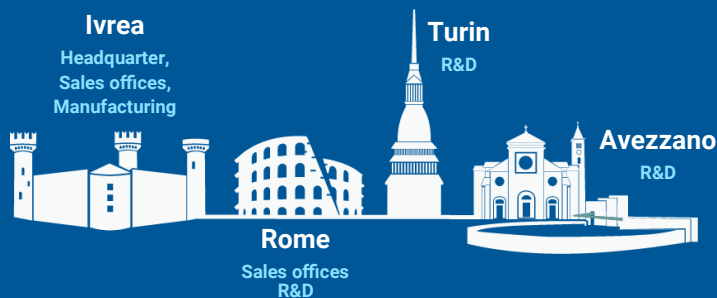 Ivrea
Headquarter,
Sales offices,
Manufacturing
Rome
Sales offices
R&D
Turin
R&D
Avezzano
R&D